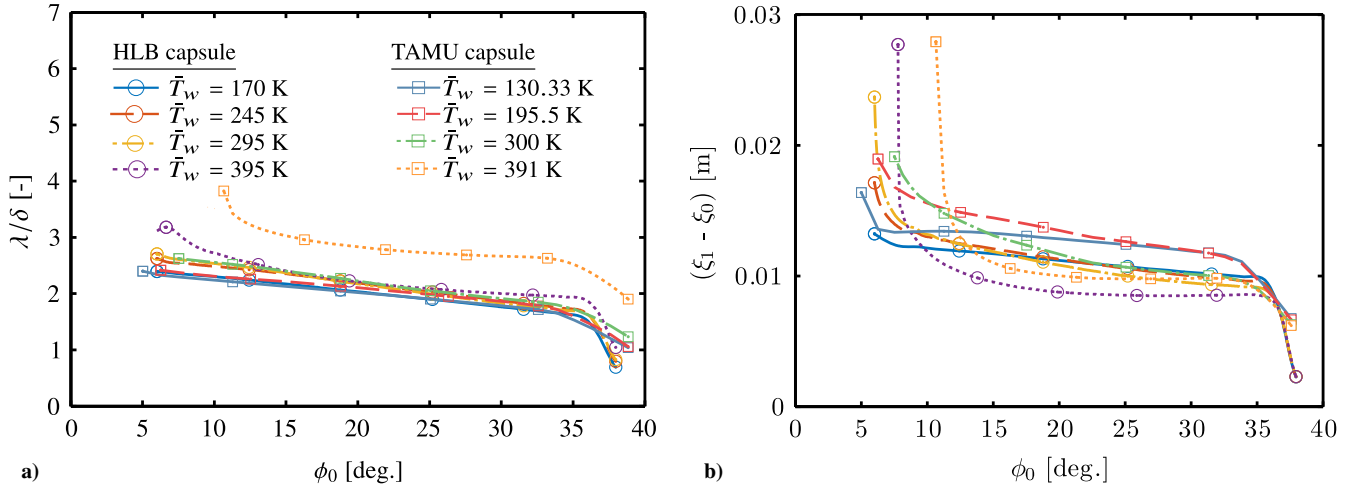 7
6
5
4
3
2
1
0
λ/δ [-]
HLB capsule
T̄w = 170 K
T̄w = 245 K
T̄w = 295 K
T̄w = 395 K
TAMU capsule
T̄w = 130.33 K
T̄w = 195.5 K
T̄w = 300 K
T̄w = 391 K
0 5 10 15 20 25 30 35 40
a) ϕ0 [deg.]
0.03
0.02
0.01
0
(ξ1 - ξ0) [m]
0 5 10 15 20 25 30 35 40
b) ϕ0 [deg.]